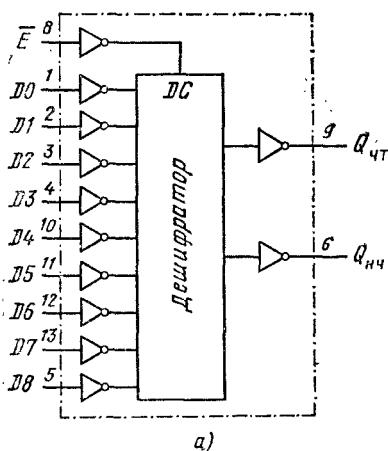 E̅ 8
D0 1
D1 2
D2 3
D3 4
D4 10
D5 11
D6 12
D7 13
D8 5
DC
Дешифратор
9 Qчт
6 Qнч
а)